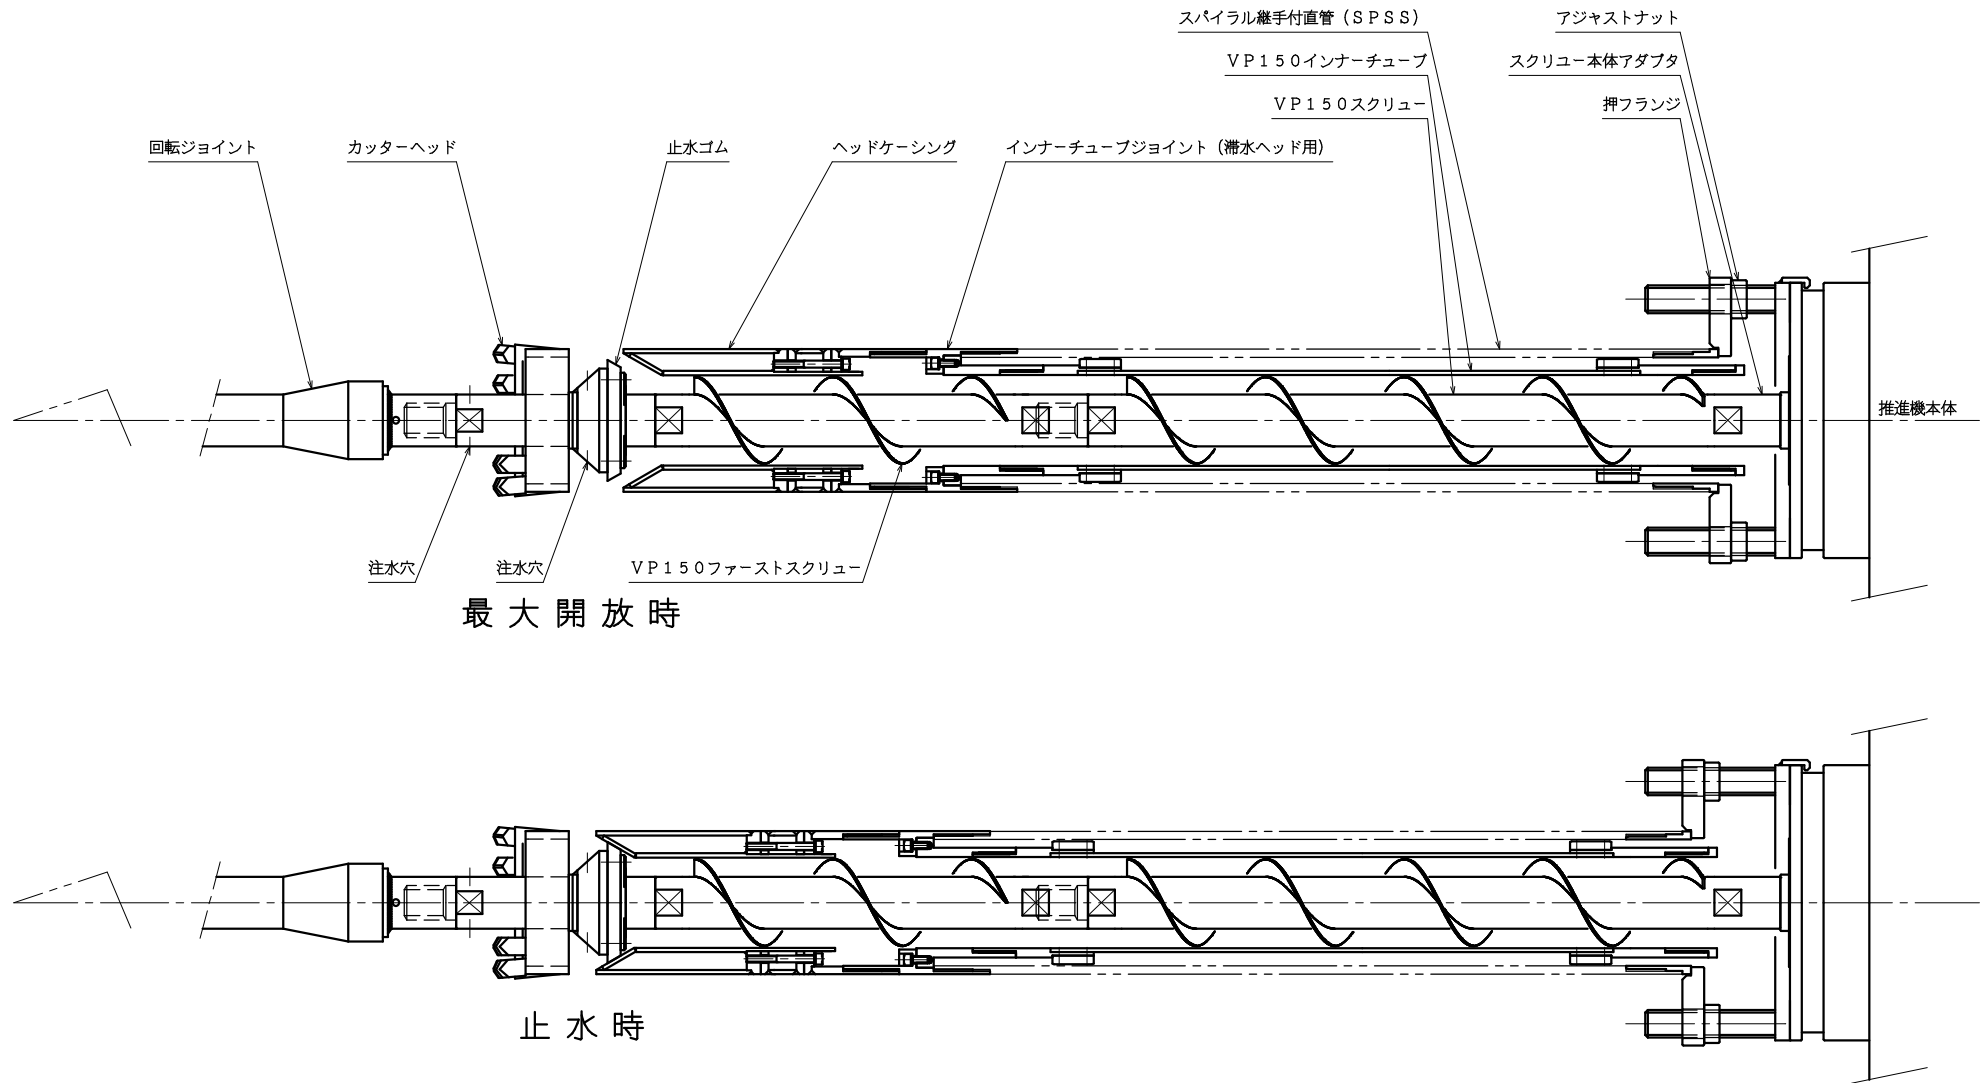 スパイラル継手付直管（ＳＰＳＳ）
アジャストナット
ＶＰ１５０インナーチューブ
スクリュー本体アダプタ
ＶＰ１５０スクリュー
押フランジ
回転ジョイント
カッターヘッド
止水ゴム
ヘッドケーシング
インナーチューブジョイント（滞水ヘッド用）
推進機本体
注水穴
注水穴
ＶＰ１５０ファーストスクリュー
最大開放時
止水時